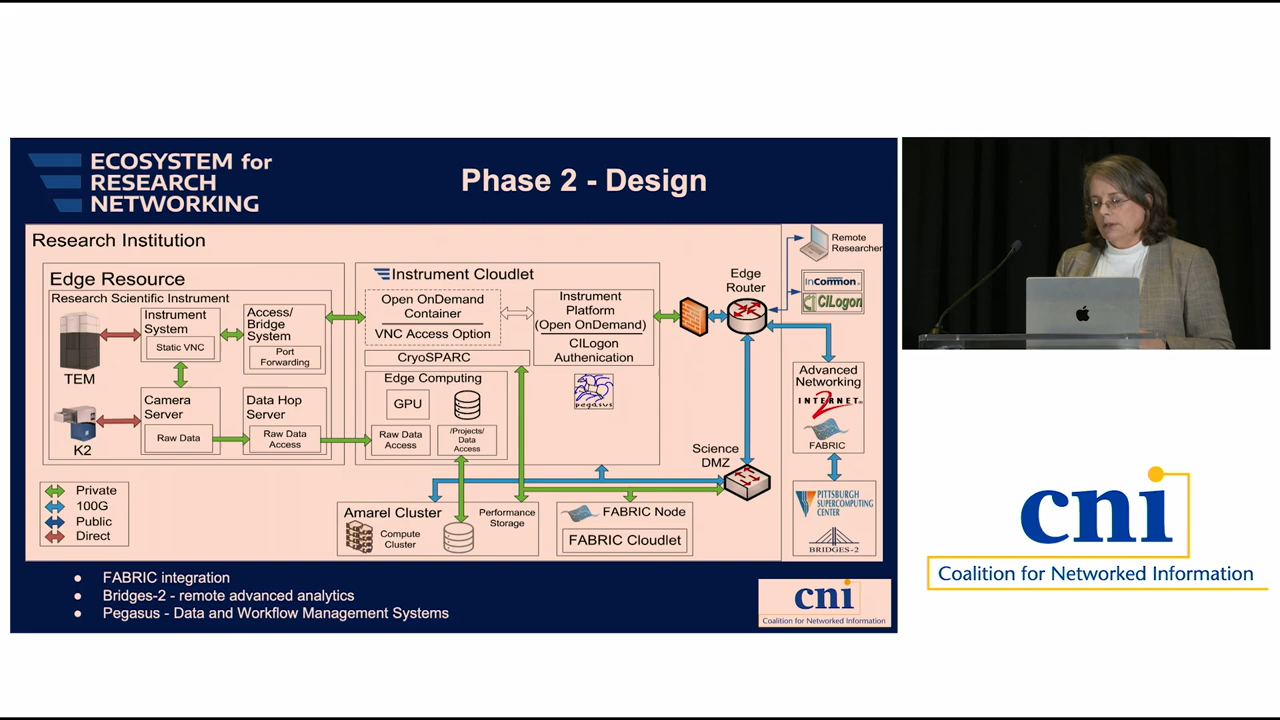 ECOSYSTEM for
RESEARCH
NETWORKING
Phase 2 - Design
Research Institution
Edge Resource
Research Scientific Instrument
TEM
Instrument
System
Static VNC
Access/
Bridge
System
Port
Forwarding
K2
Camera
Server
Raw Data
Data Hop
Server
Raw Data
Access
Instrument Cloudlet
Open OnDemand
Container
VNC Access Option
Instrument
Platform
(Open OnDemand)
CILogon
Authenication
CryoSPARC
Edge Computing
GPU
Raw Data
Access
/Projects/
Data
Access
pegasus
Edge
Router
Remote
Researcher
InCommon®
CILogon
Advanced
Networking
INTERNET®
2
FABRIC
Science
DMZ
PITTSBURGH
SUPERCOMPUTING
CENTER
BRIDGES-2
Private
100G
Public
Direct
Amarel Cluster
Compute
Cluster
Performance
Storage
FABRIC Node
FABRIC Cloudlet
● FABRIC integration
● Bridges-2 - remote advanced analytics
● Pegasus - Data and Workflow Management Systems
cni
Coalition for Networked Information
cni
Coalition for Networked Information